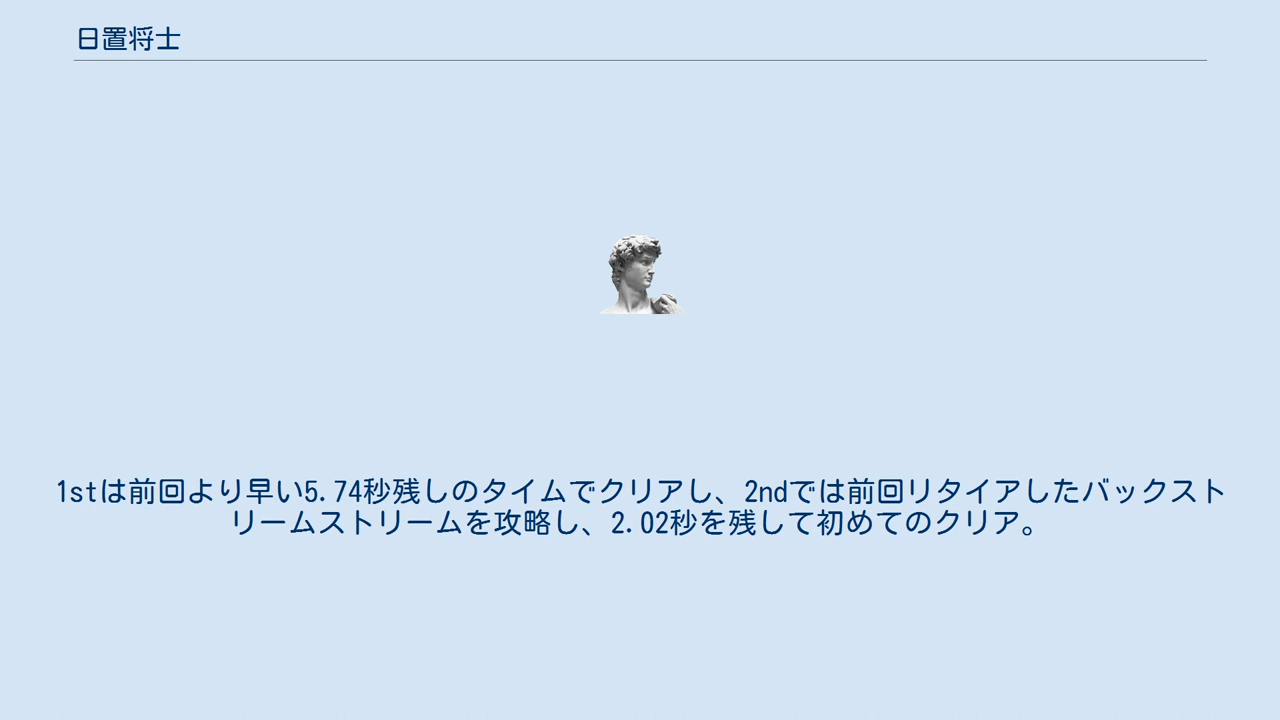 日置将士
1stは前回より早い5.74秒残しのタイムでクリアし、2ndでは前回リタイアしたバックスト
リームストリームを攻略し、2.02秒を残して初めてのクリア。